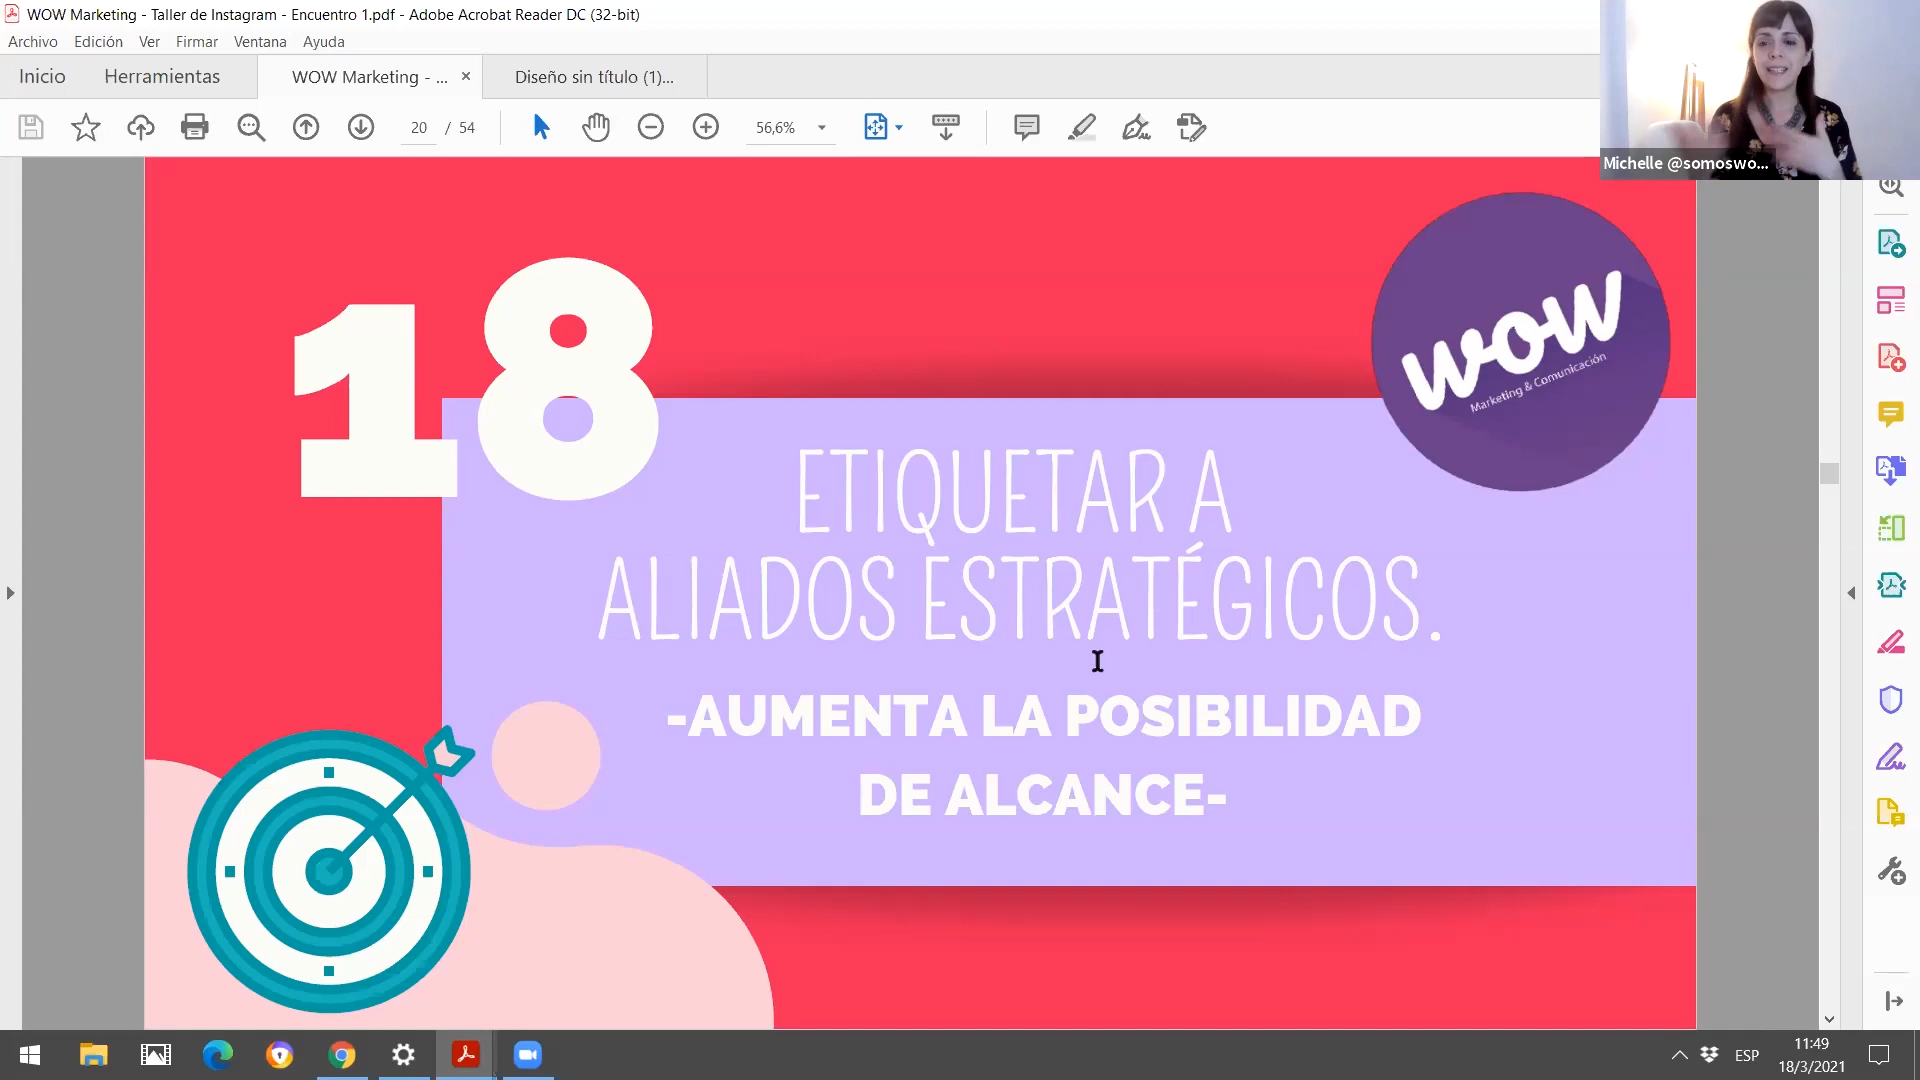 WOW Marketing - Taller de Instagram - Encuentro 1.pdf - Adobe Acrobat Reader DC (32-bit)
Archivo Edición Ver Firmar Ventana Ayuda
Inicio Herramientas WOW Marketing - ... × Diseño sin título (1)...
20 / 54 56,6%
Michelle @somoswo...
18
wow
Marketing & Comunicación
ETIQUETAR A
ALIADOS ESTRATÉGICOS.
-AUMENTA LA POSIBILIDAD
DE ALCANCE-
ESP
11:49
18/3/2021